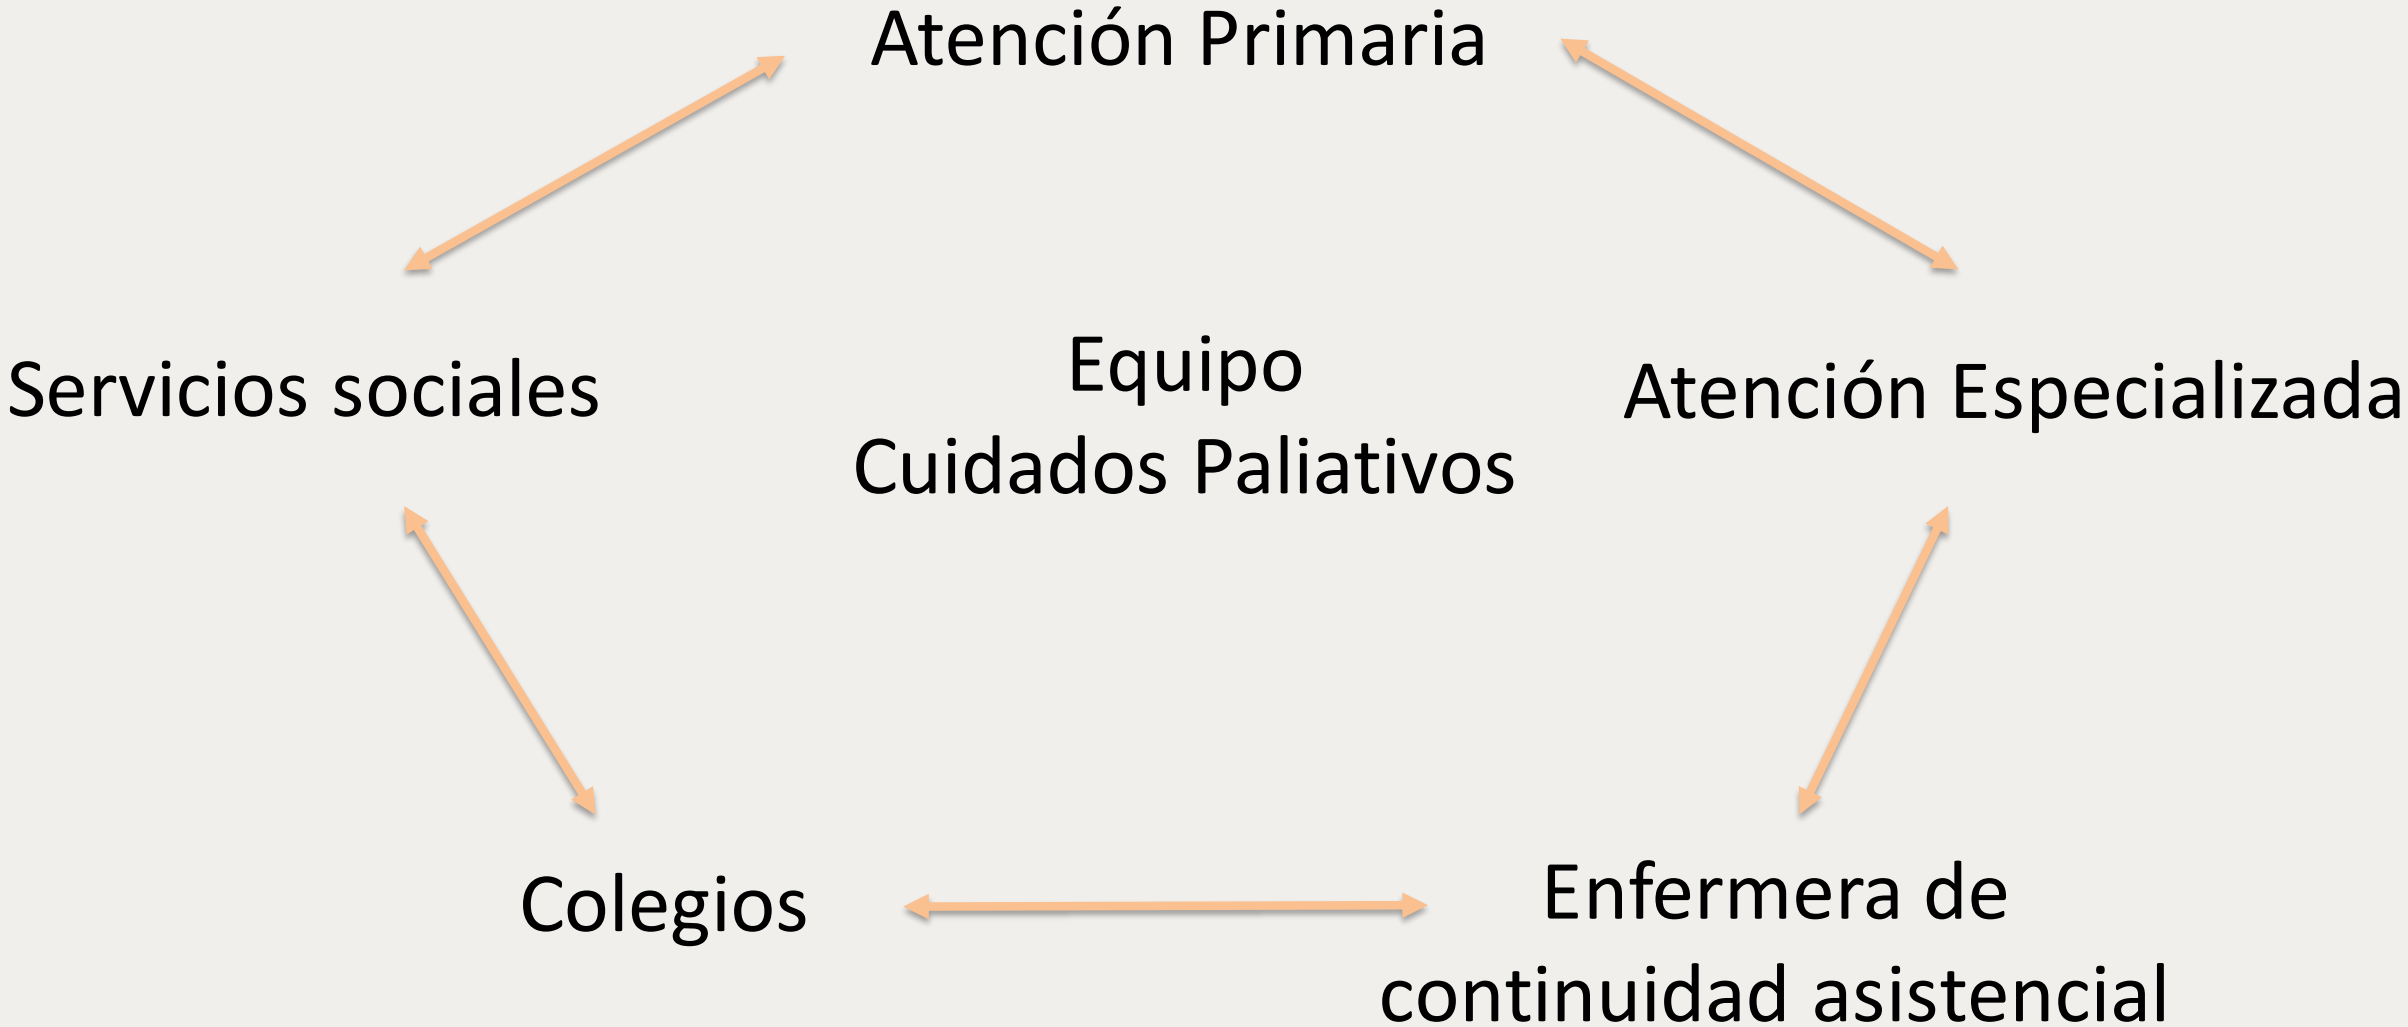 Atención Primaria
Servicios sociales
Equipo
Cuidados Paliativos
Atención Especializada
Colegios
Enfermera de
continuidad asistencial